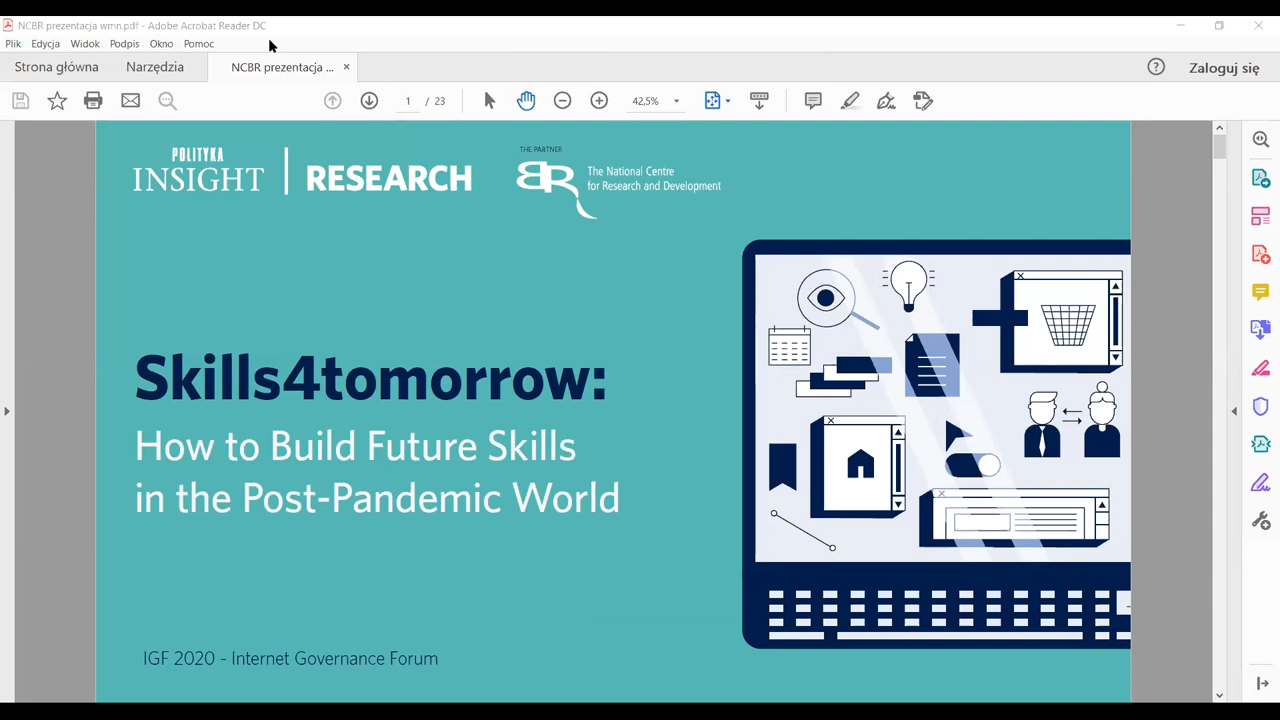 NCBR prezentacja wmn.pdf - Adobe Acrobat Reader DC
Plik Edycja Widok Podpis Okno Pomoc
Strona główna Narzędzia NCBR prezentacja ... × Zaloguj się
1 / 23 42,5%
POLITYKA
INSIGHT RESEARCH
THE PARTNER
BR
The National Centre
for Research and Development
Skills4tomorrow:
How to Build Future Skills
in the Post-Pandemic World
IGF 2020 - Internet Governance Forum